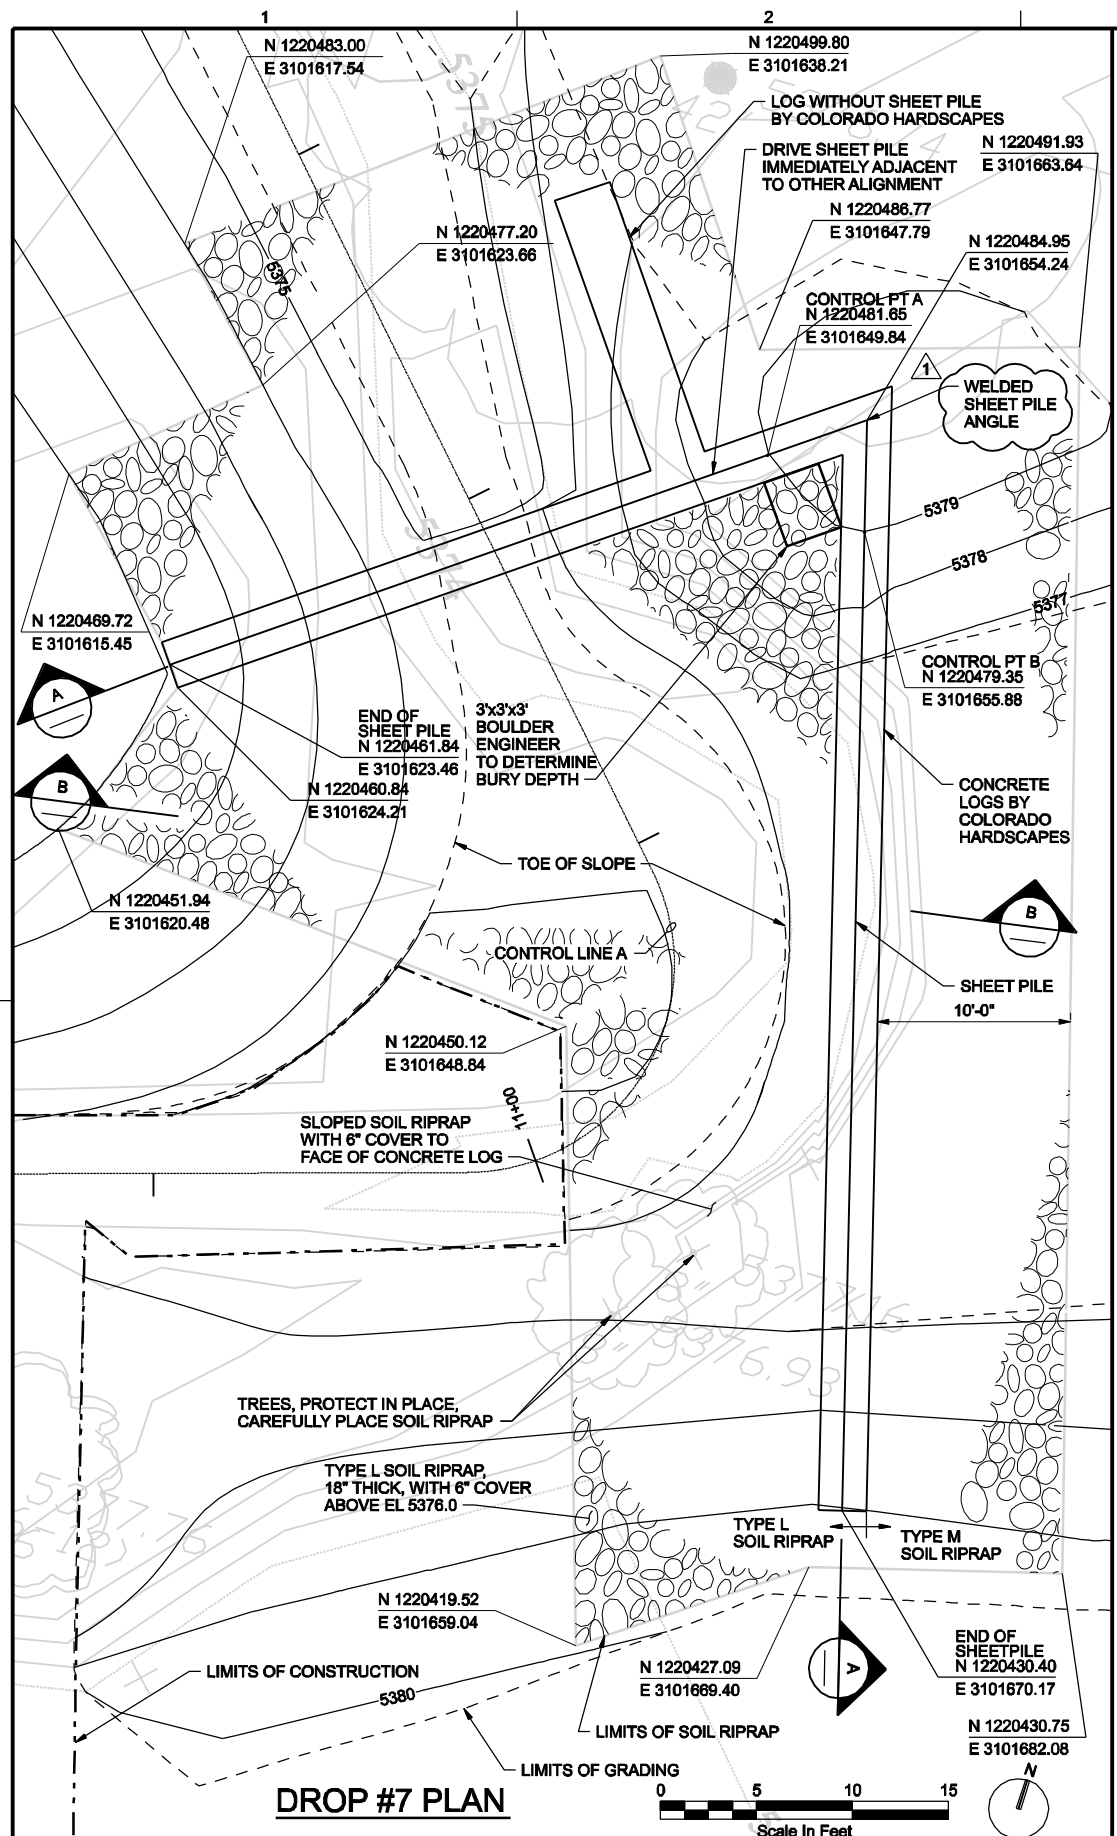 1
2
N 1220483.00
E 3101617.54
N 1220499.80
E 3101638.21
LOG WITHOUT SHEET PILE
BY COLORADO HARDSCAPES
DRIVE SHEET PILE
IMMEDIATELY ADJACENT
TO OTHER ALIGNMENT
N 1220491.93
E 3101663.64
N 1220486.77
E 3101647.79
N 1220477.20
E 3101623.66
N 1220484.95
E 3101654.24
5375
5375
CONTROL PT A
N 1220481.65
E 3101649.84
1
WELDED
SHEET PILE
ANGLE
5379
5374
5378
5377
N 1220469.72
E 3101615.45
CONTROL PT B
N 1220479.35
E 3101655.88
A
END OF
SHEET PILE
N 1220461.84
E 3101623.46
3'x3'x3'
BOULDER
ENGINEER
TO DETERMINE
BURY DEPTH
B
N 1220460.84
E 3101624.21
CONCRETE
LOGS BY
COLORADO
HARDSCAPES
TOE OF SLOPE
N 1220451.94
E 3101620.48
B
CONTROL LINE A
SHEET PILE
10'-0"
N 1220450.12
E 3101648.84
11+00
SLOPED SOIL RIPRAP
WITH 6" COVER TO
FACE OF CONCRETE LOG
TREES, PROTECT IN PLACE,
CAREFULLY PLACE SOIL RIPRAP
TYPE L SOIL RIPRAP,
18" THICK, WITH 6" COVER
ABOVE EL 5376.0
TYPE L
SOIL RIPRAP
TYPE M
SOIL RIPRAP
N 1220419.52
E 3101659.04
END OF
SHEETPILE
N 1220430.40
E 3101670.17
LIMITS OF CONSTRUCTION
N 1220427.09
E 3101669.40
A
5380
LIMITS OF SOIL RIPRAP
N 1220430.75
E 3101682.08
LIMITS OF GRADING
N
DROP #7 PLAN
0 5 10 15
Scale In Feet